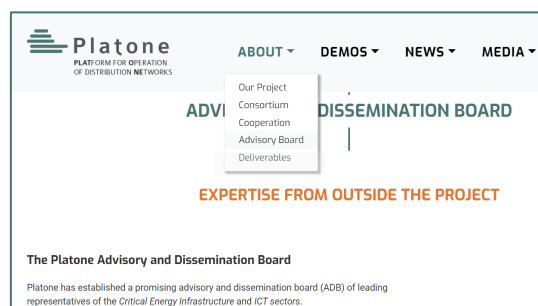 Platone
PLATFORM FOR OPERATION
OF DISTRIBUTION NETWORKS
ABOUT DEMOS NEWS MEDIA
Our Project
Consortium
Cooperation
Advisory Board
Deliverables
DISSEMINATION BOARD
EXPERTISE FROM OUTSIDE THE PROJECT
The Platone Advisory and Dissemination Board
Platone has established a promising advisory and dissemination board (ADB) of leading
representatives of the Critical Energy Infrastructure and ICT sectors.